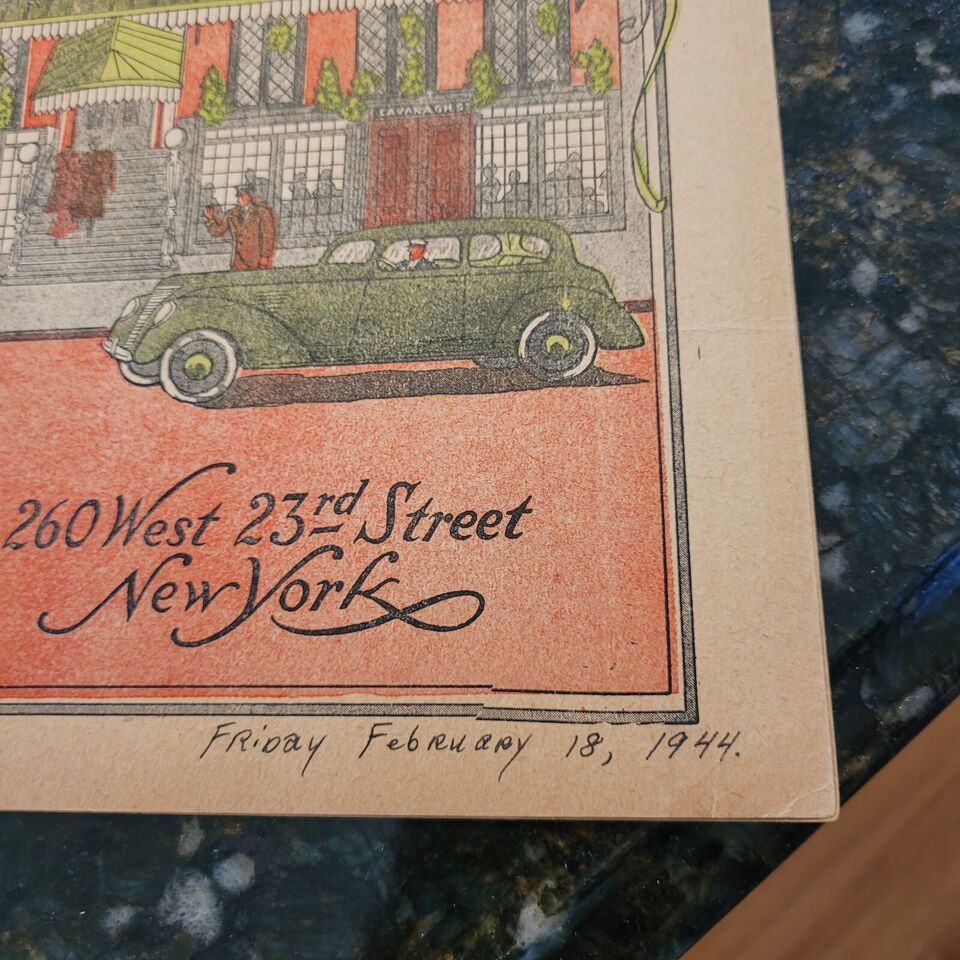 CAVANAGH'S
260 West 23rd Street
New York
Friday February 18, 1944.